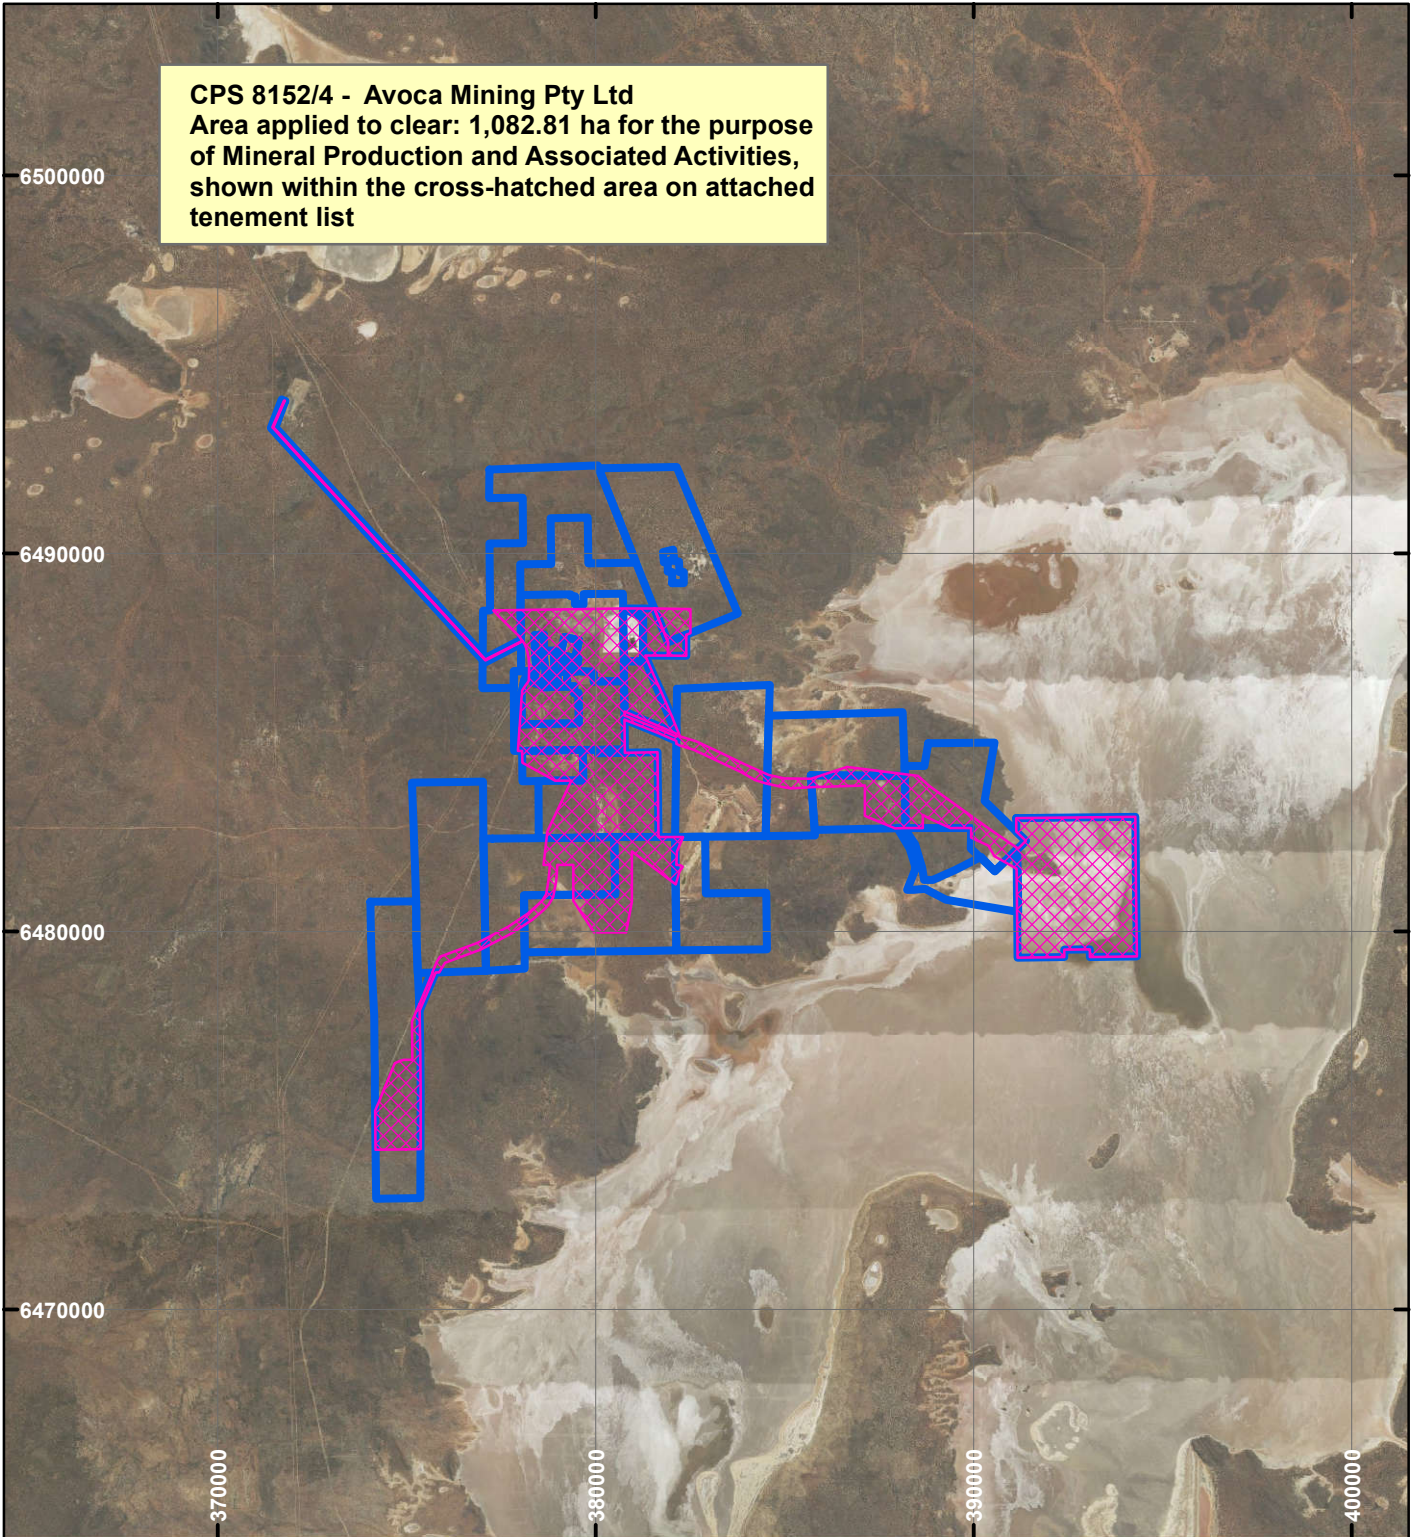 CPS 8152/4 - Avoca Mining Pty Ltd
Area applied to clear: 1,082.81 ha for the purpose
of Mineral Production and Associated Activities,
shown within the cross-hatched area on attached
tenement list
6500000
6490000
6480000
6470000
370000
380000
390000
400000